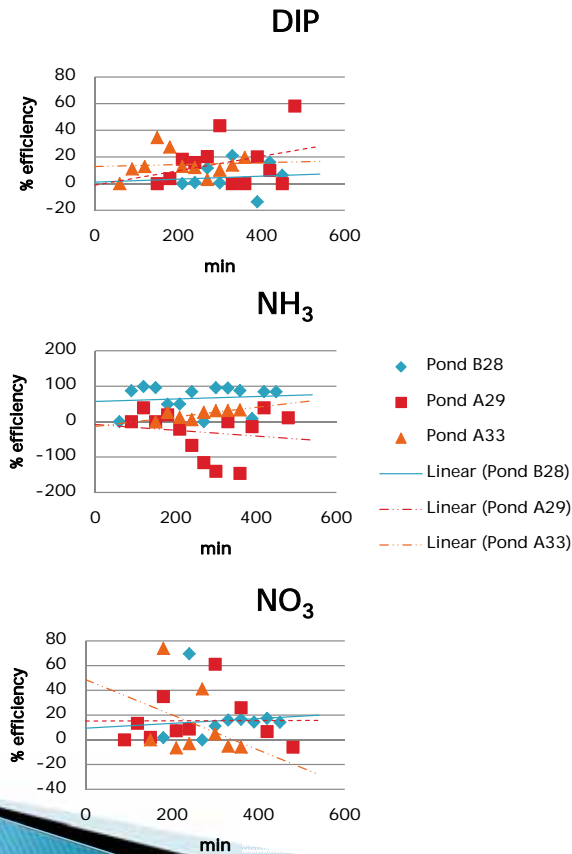 DIP
80
60
40
20
0
-20
% efficiency
0 200 400 600
min
NH3
200
100
0
-100
-200
% efficiency
0 200 400 600
min
Pond B28
Pond A29
Pond A33
Linear (Pond B28)
Linear (Pond A29)
Linear (Pond A33)
NO3
80
60
40
20
0
-20
-40
% efficiency
0 200 400 600
min